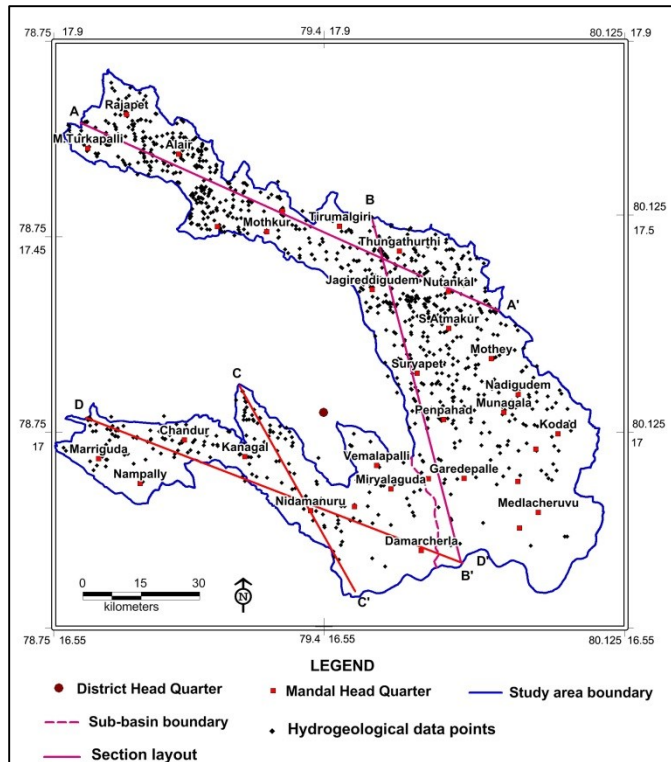 78.75 17.9
79.4 17.9
80.125 17.9
A
Rajapet
M.Turkapalli
Alair
B
80.125
17.5
Tirumalgiri
78.75
17.45
Mothkur
Thungathurthi
Jagireddigudem
Nutankal
A'
S.Atmakur
Mothey
C
Suryapet
Nadigudem
D
Munagala
Penpahad
Kodad
78.75
17
80.125
17
Chandur
Marriguda
Kanagal
Vemalapalli
Nampally
Miryalaguda
Garedepalle
Nidamanuru
Medlacheruvu
Damarcherla
D'
B'
0 15 30
kilometers
N
C'
78.75 16.55
79.4 16.55
80.125 16.55
LEGEND
District Head Quarter
Mandal Head Quarter
Study area boundary
Sub-basin boundary
Hydrogeological data points
Section layout